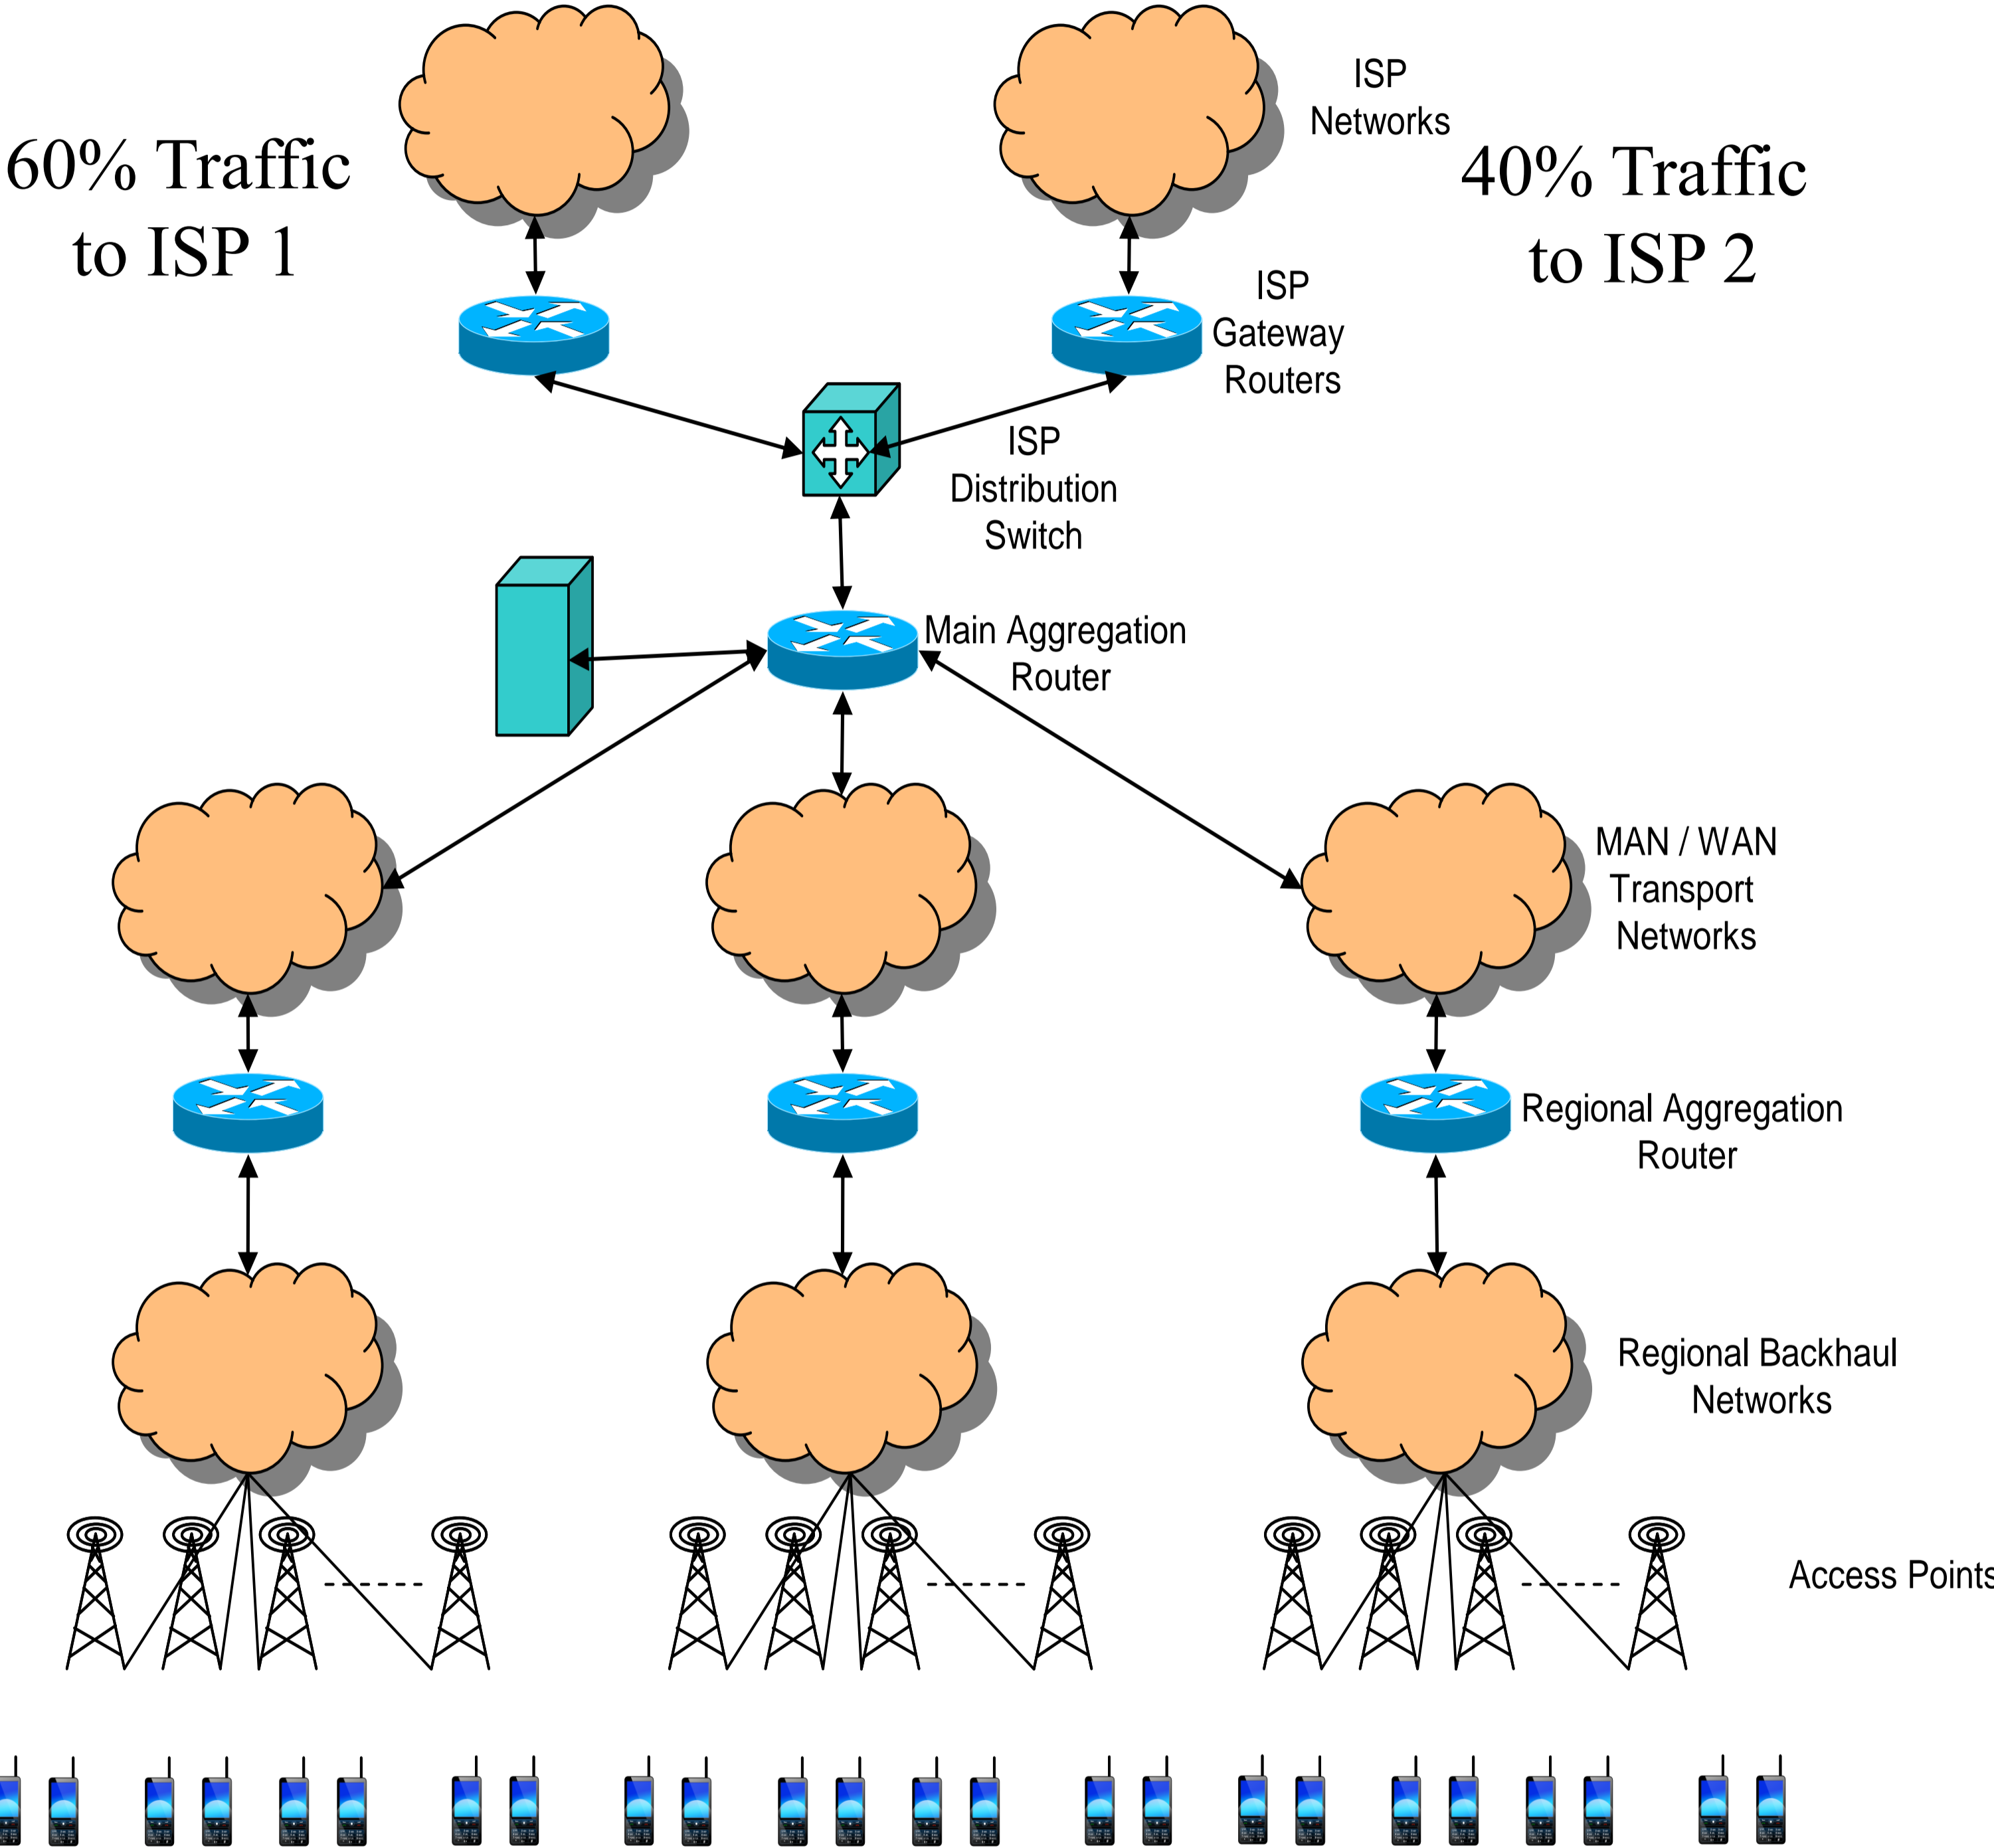 ISP
Networks
60% Traffic
to ISP 1
40% Traffic
to ISP 2
ISP
Gateway
Routers
ISP
Distribution
Switch
Main Aggregation
Router
MAN / WAN
Transport
Networks
Regional Aggregation
Router
Regional Backhaul
Networks
Access Points